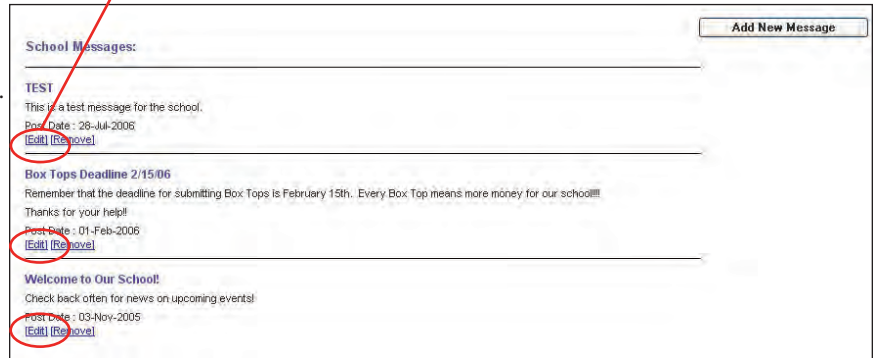 Add New Message
School Messages:
TEST
This is a test message for the school.
Post Date : 28-Jul-2006
[Edit] [Remove]
Box Tops Deadline 2/15/06
Remember that the deadline for submitting Box Tops is February 15th. Every Box Top means more money for our school!!!!
Thanks for your help!!
Post Date : 01-Feb-2006
[Edit] [Remove]
Welcome to Our School!
Check back often for news on upcoming events!
Post Date : 03-Nov-2005
[Edit] [Remove]